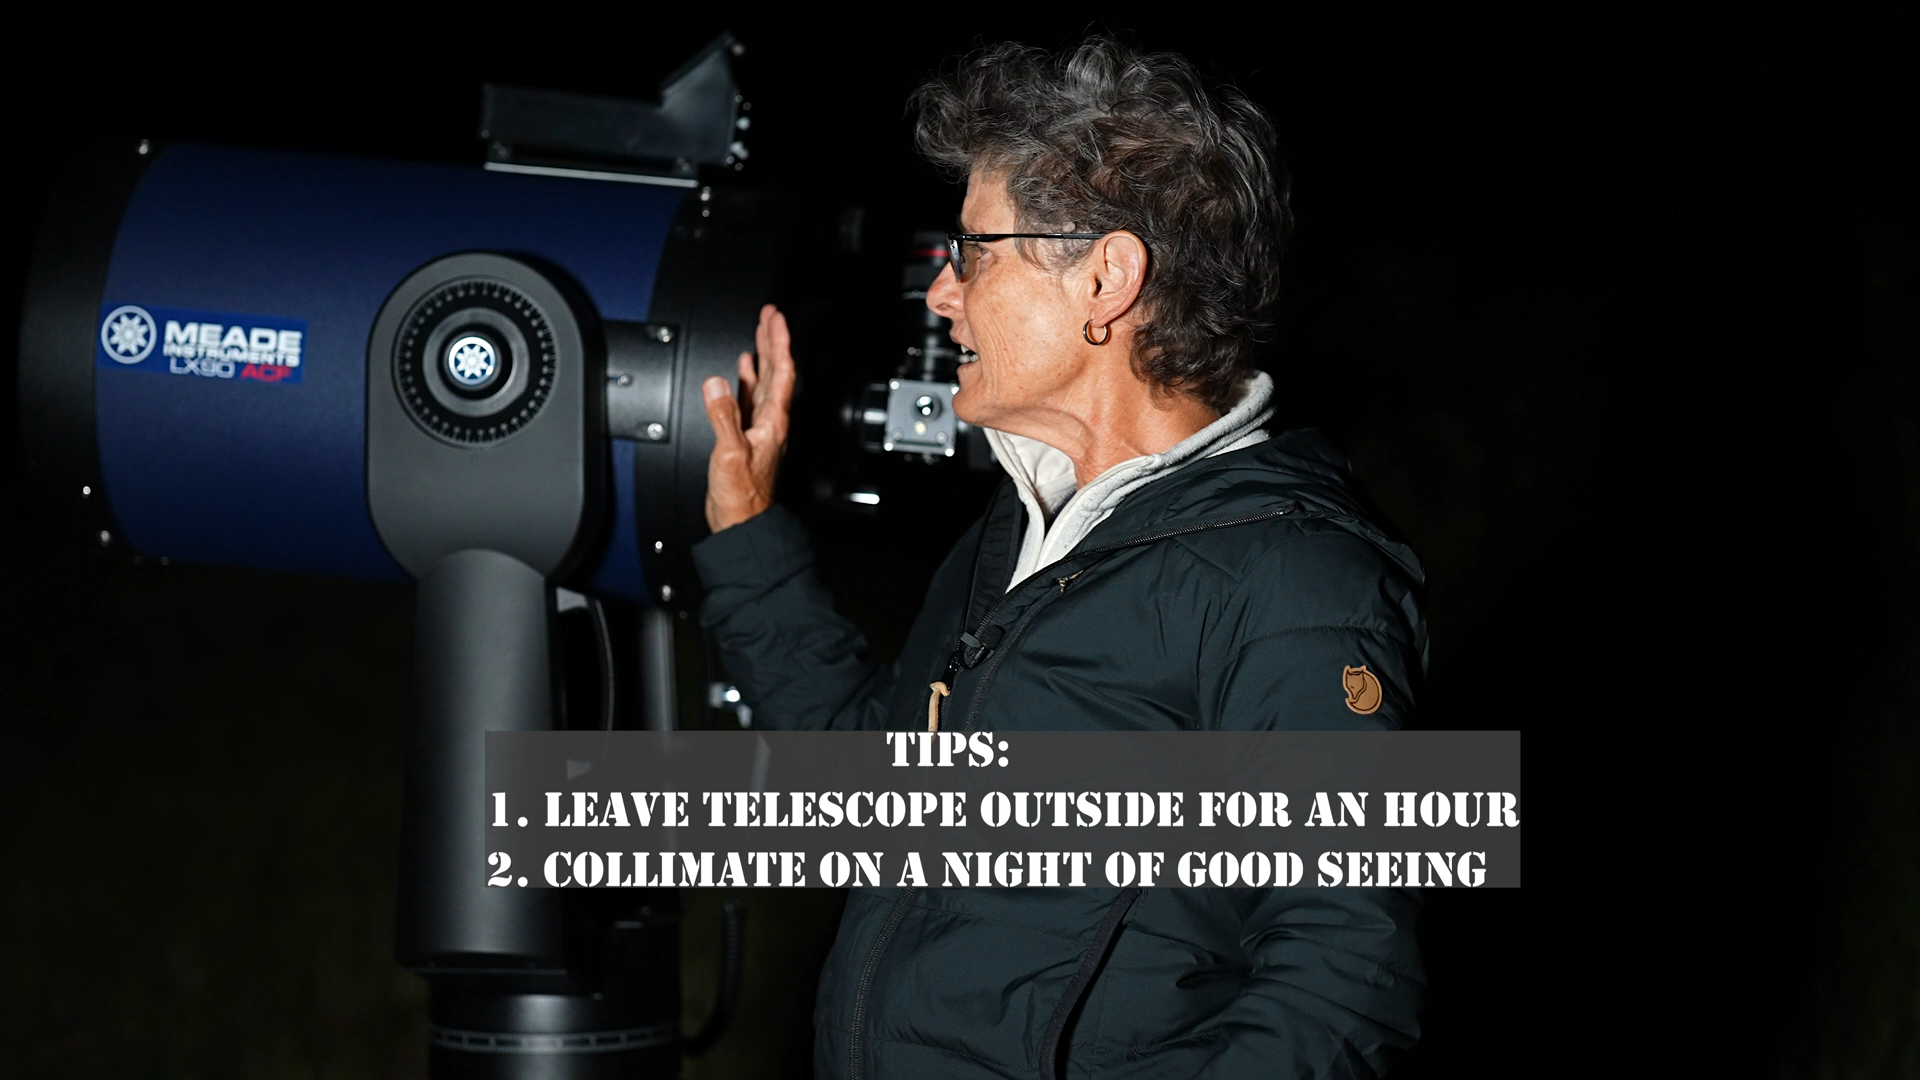 MEADE
INSTRUMENTS
LX90 ACF
TIPS:
1. LEAVE TELESCOPE OUTSIDE FOR AN HOUR
2. COLLIMATE ON A NIGHT OF GOOD SEEING